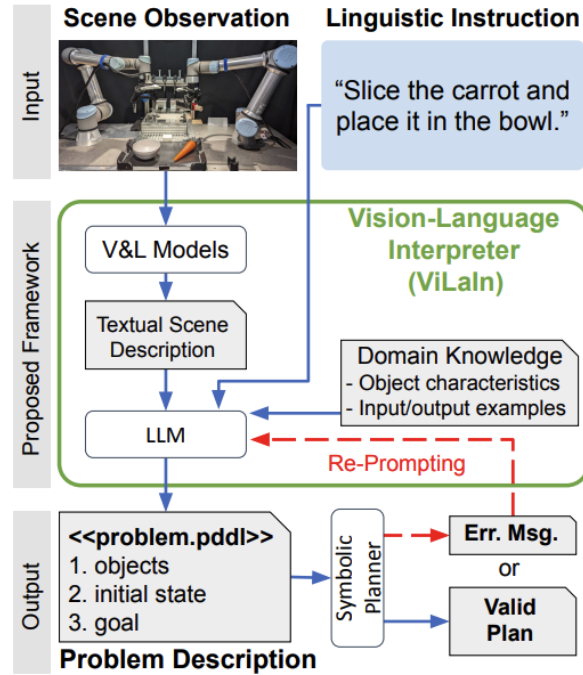 Scene Observation
Linguistic Instruction
Input
“Slice the carrot and
place it in the bowl.”
Proposed Framework
Vision-Language
Interpreter
(ViLaIn)
V&L Models
Textual Scene
Description
Domain Knowledge
- Object characteristics
- Input/output examples
LLM
Re-Prompting
Output
<<problem.pddl>>
1. objects
2. initial state
3. goal
Symbolic
Planner
Err. Msg.
or
Valid
Plan
Problem Description